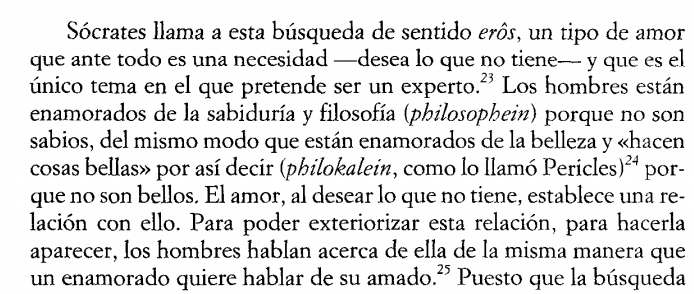 Sócrates llama a esta búsqueda de sentido erôs, un tipo de amor
que ante todo es una necesidad —desea lo que no tiene— y que es el
único tema en el que pretende ser un experto.23 Los hombres están
enamorados de la sabiduría y filosofía (philosophein) porque no son
sabios, del mismo modo que están enamorados de la belleza y «hacen
cosas bellas» por así decir (philokalein, como lo llamó Pericles)24 por-
que no son bellos. El amor, al desear lo que no tiene, establece una re-
lación con ello. Para poder exteriorizar esta relación, para hacerla
aparecer, los hombres hablan acerca de ella de la misma manera que
un enamorado quiere hablar de su amado.25 Puesto que la búsqueda